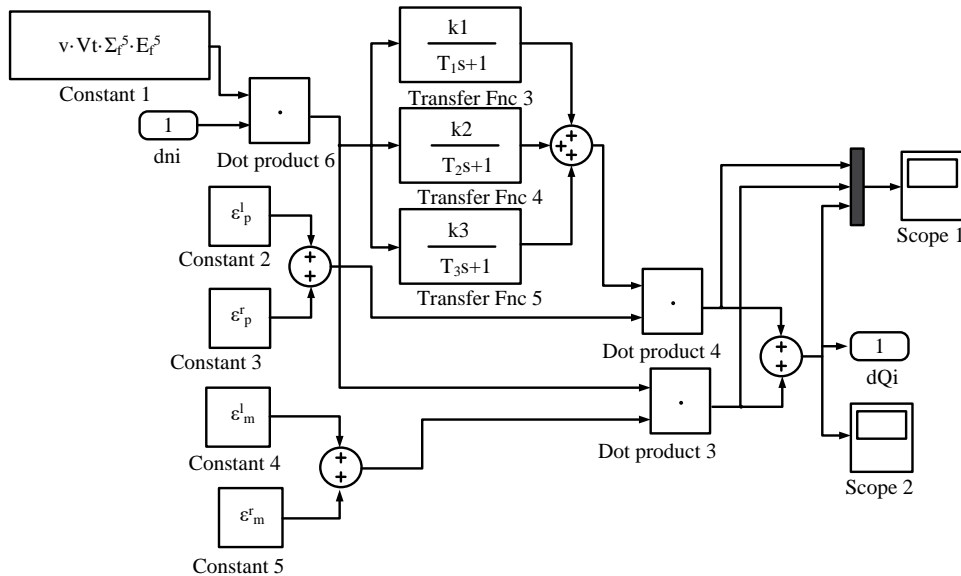 v·Vt·Σf⁵·Ef⁵
Constant 1
1
dni
·
Dot product 6
k1
T₁s+1
Transfer Fnc 3
k2
T₂s+1
Transfer Fnc 4
k3
T₃s+1
Transfer Fnc 5
+
+
+
εˡp
Constant 2
+
+
εʳp
Constant 3
·
Dot product 4
εˡm
Constant 4
+
+
εʳm
Constant 5
·
Dot product 3
+
+
Scope 1
1
dQi
Scope 2